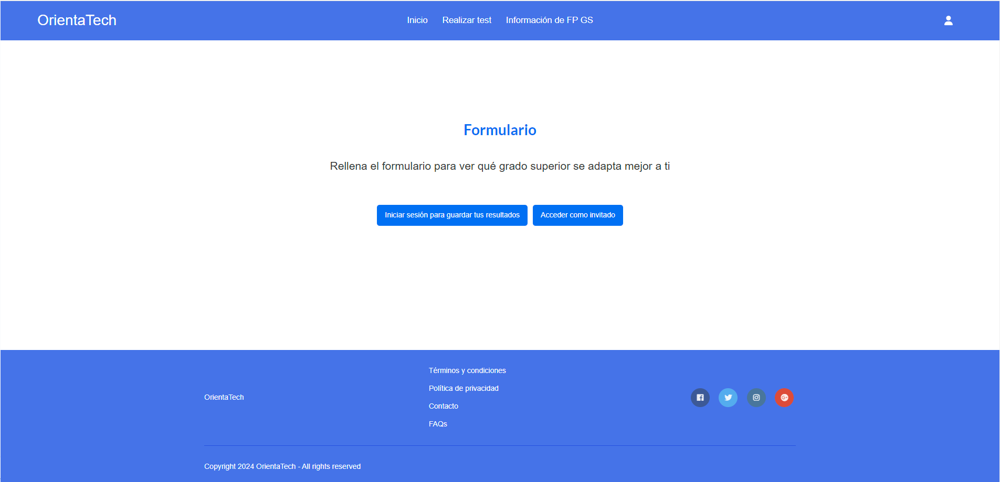 OrientaTech
Inicio
Realizar test
Información de FP GS
Formulario
Rellena el formulario para ver qué grado superior se adapta mejor a ti
Iniciar sesión para guardar tus resultados
Acceder como invitado
OrientaTech
Términos y condiciones
Política de privacidad
Contacto
FAQs
Copyright 2024 OrientaTech - All rights reserved